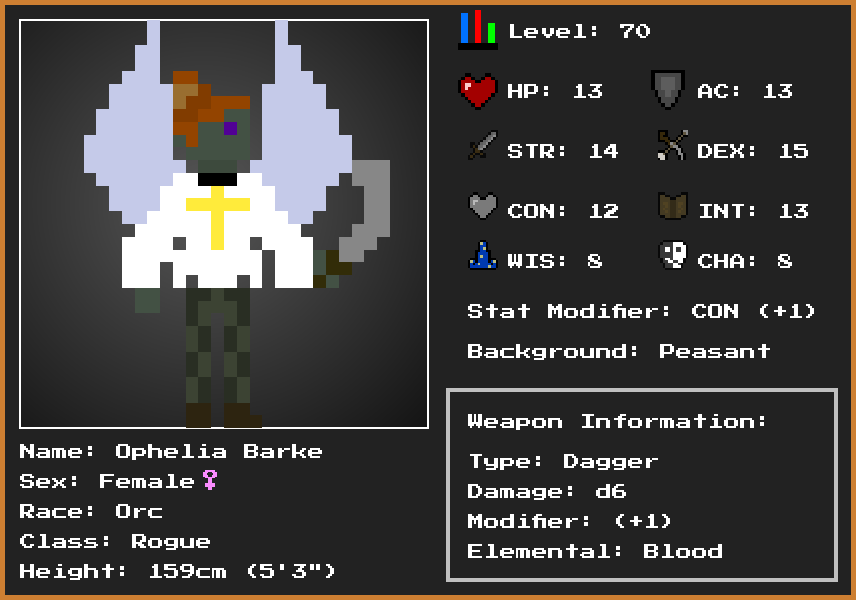 Level: 70
HP: 13
AC: 13
STR: 14
DEX: 15
CON: 12
INT: 13
WIS: 8
CHA: 8
Stat Modifier: CON (+1)
Background: Peasant
Weapon Information:
Type: Dagger
Damage: d6
Modifier: (+1)
Elemental: Blood
Name: Ophelia Barke
Sex: Female♀
Race: Orc
Class: Rogue
Height: 159cm (5'3")